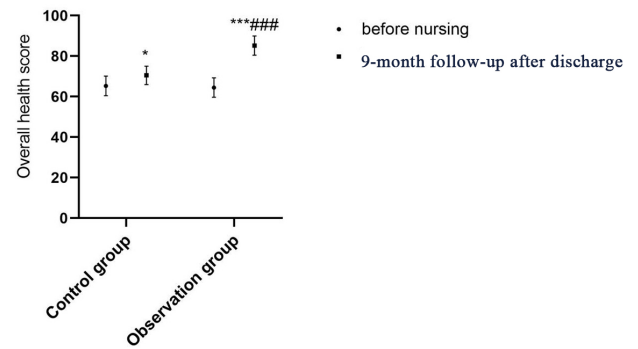 Overall health score
100
80
60
40
20
0
*
***###
Control group
Observation group
before nursing
9-month follow-up after discharge